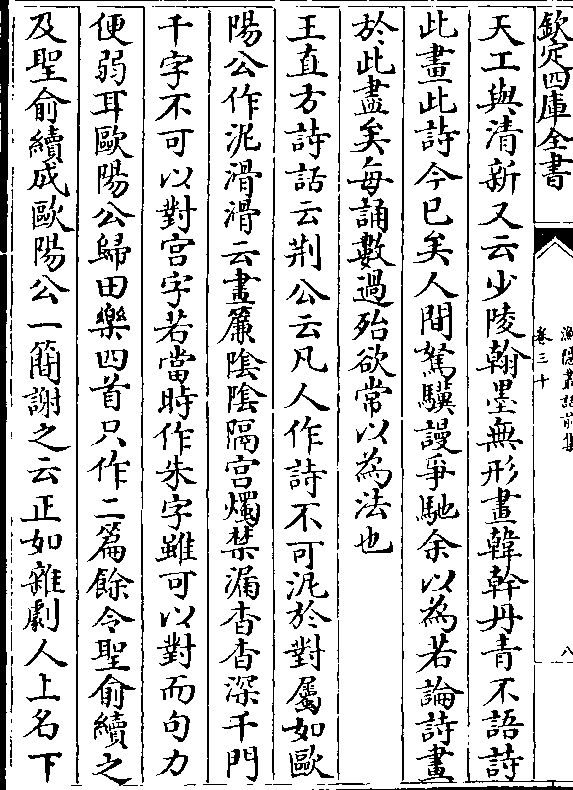 欽定四庫全書
漁隱叢話前集
卷三十
八
天工與清新又云少陵翰墨無形畫韓幹丹青不語詩
此畫此詩今已矣人間駑驥謾爭馳余以為若論詩畫
於此盡矣每誦數過殆欲常以為法也
王直方詩話云荆公云凡人作詩不可泥於對屬如歐
陽公作泥滑滑云畫簾陰陰隔宫燭禁漏杳杳深千門
千字不可以對宫字若當時作朱字雖可以對而句力
便弱耳歐陽公歸田樂四首只作二篇餘令聖俞續之
及聖俞續成歐陽公一簡謝之云正如雜劇人上名下